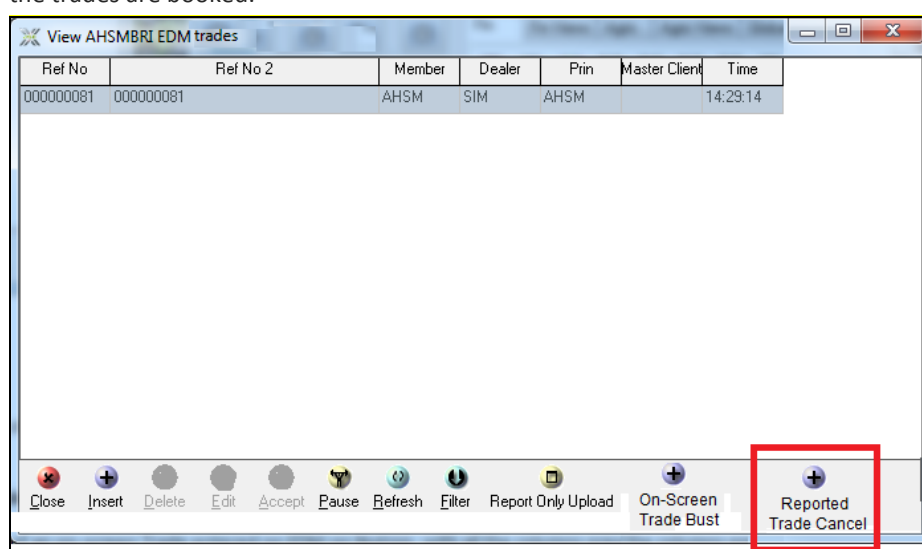 the trades are booked.
View AHSMBRI EDM trades
Ref No Ref No 2 Member Dealer Prin Master Client Time
000000081 000000081 AHSM SIM AHSM 14:29:14
Close Insert Delete Edit Accept Pause Refresh Filter Report Only Upload On-Screen Trade Bust Reported Trade Cancel